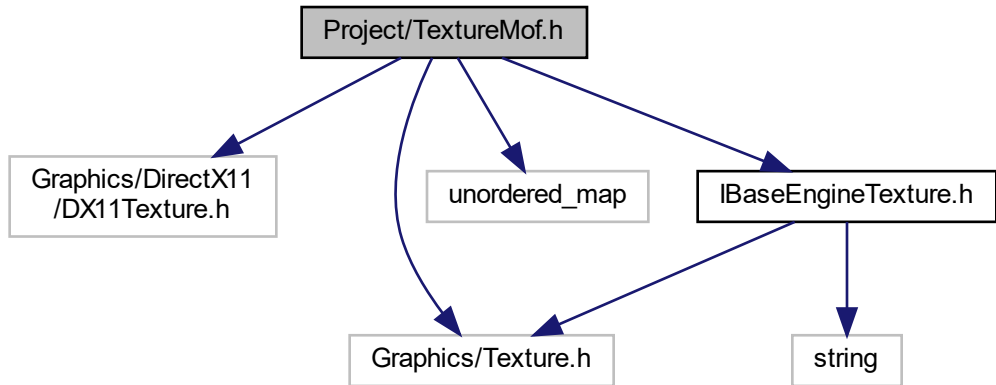 Project/TextureMof.h
Graphics/DirectX11
/DX11Texture.h
unordered_map
IBaseEngineTexture.h
Graphics/Texture.h
string